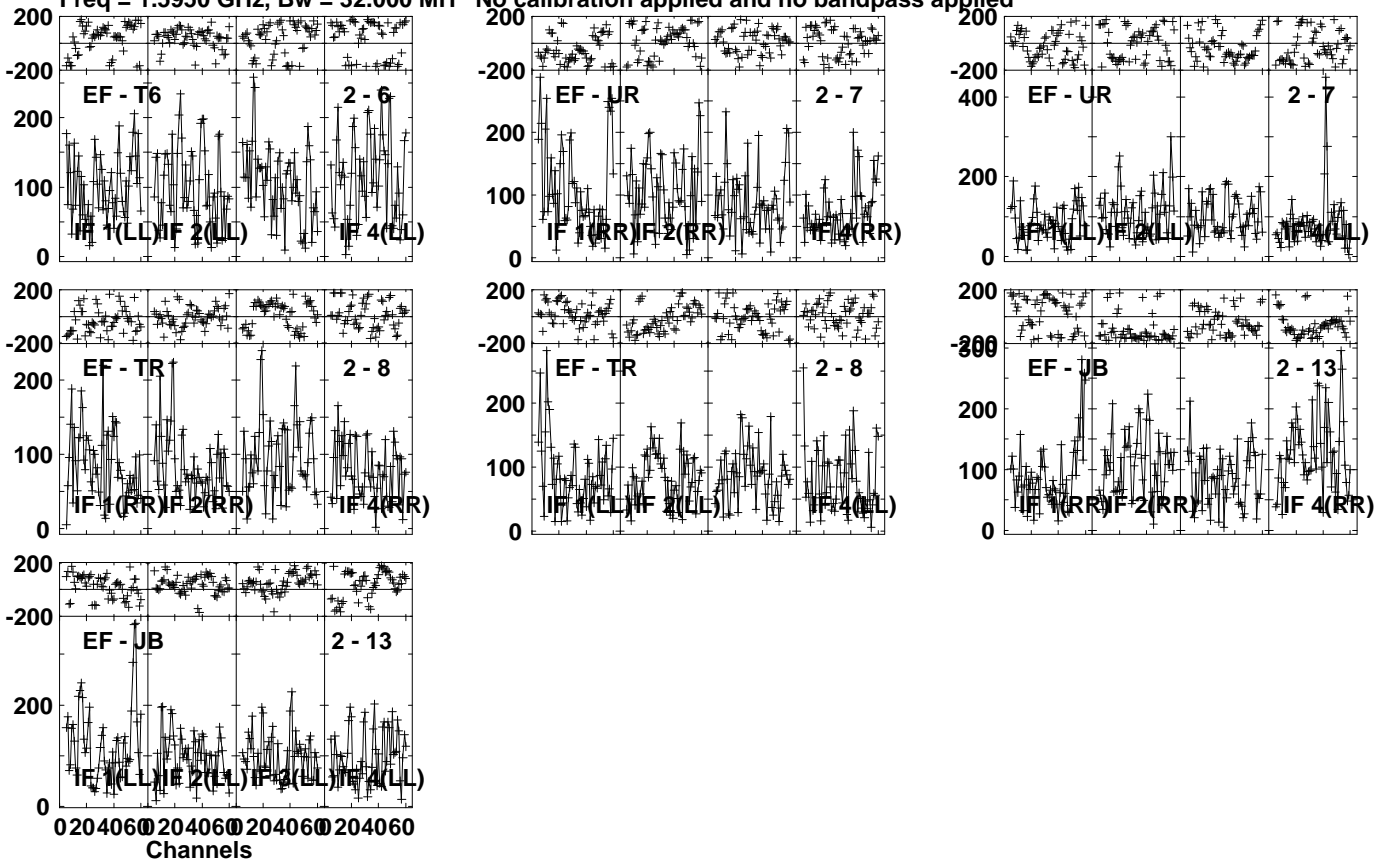 Freq = 1.5950 GHz, Bw = 32.000 MH No calibration applied and no bandpass applied
200
-200
EF - T6 2 - 6
200
100
0
IF 1(LL) IF 2(LL) IF 4(LL)
200
-200
EF - UR 2 - 7
200
100
0
IF 1(RR) IF 2(RR) IF 4(RR)
200
-200
EF - UR 2 - 7
400
200
0
IF 1(LL) IF 2(LL) IF 4(LL)
200
-200
EF - TR 2 - 8
200
100
0
IF 1(RR) IF 2(RR) IF 4(RR)
200
-200
EF - TR 2 - 8
200
100
0
IF 1(LL) IF 2(LL) IF 4(LL)
200
-200
300
EF - JB 2 - 13
200
100
0
IF 1(RR) IF 2(RR) IF 4(RR)
200
-200
EF - JB 2 - 13
200
0
IF 1(LL) IF 2(LL) IF 3(LL) IF 4(LL)
0 20 40 60 0 20 40 60 0 20 40 60 0 20 40 60
Channels